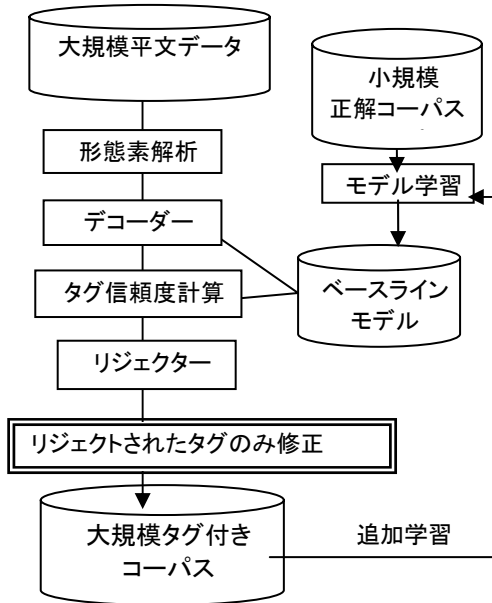 大規模平文データ
形態素解析
デコーダー
タグ信頼度計算
リジェクター
リジェクトされたタグのみ修正
大規模タグ付き
コーパス
小規模
正解コーパス
モデル学習
ベースライン
モデル
追加学習